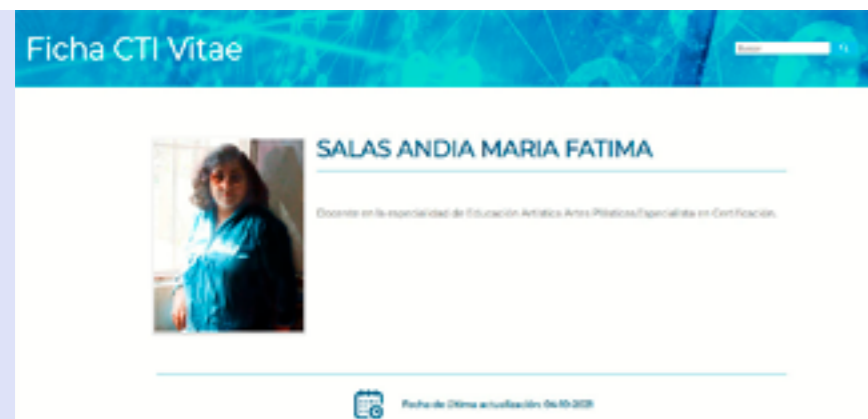 Ficha CTI Vitae
Buscar
SALAS ANDIA MARIA FATIMA
Docente en la especialidad de Educación Artística Artes Plásticas Especialista en Certificación.
Fecha de Última actualización: